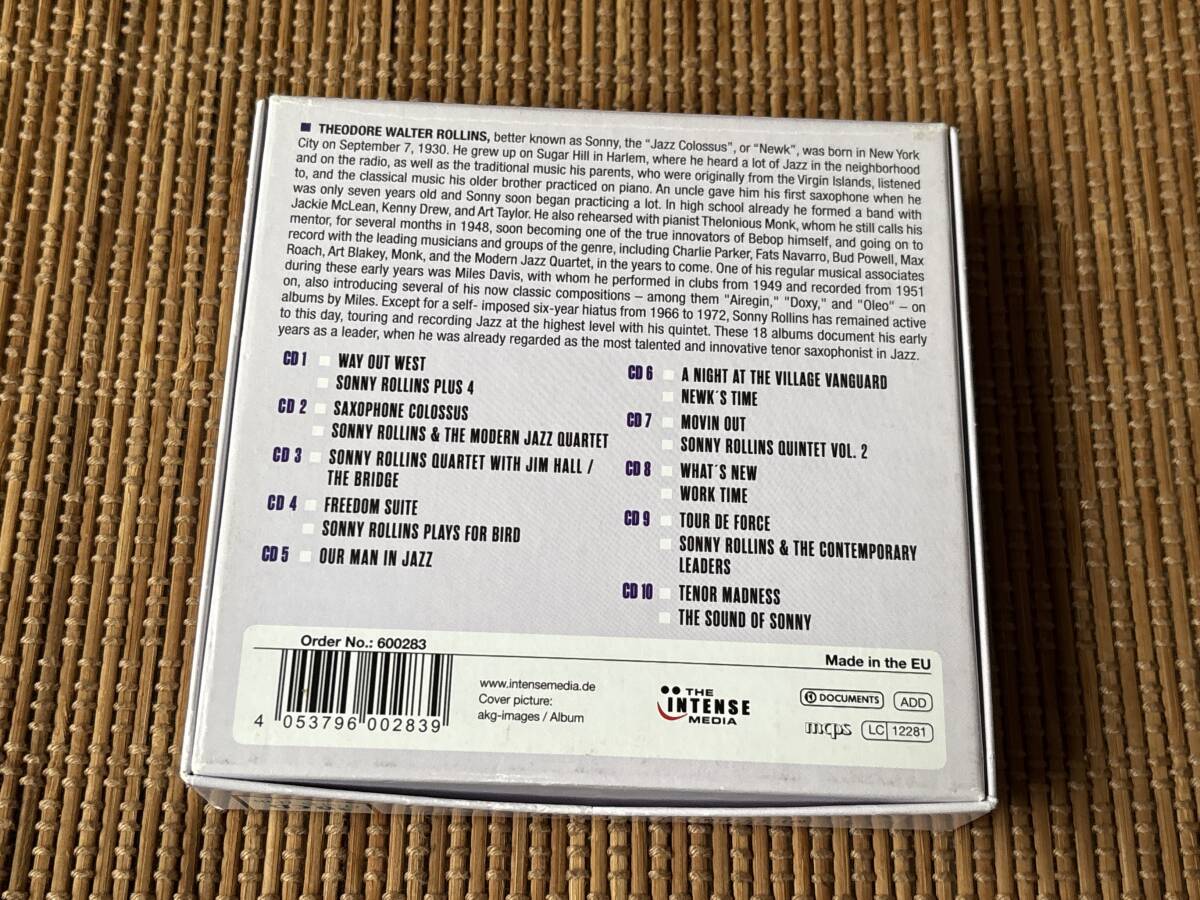 THEODORE WALTER ROLLINS, better known as Sonny, the "Jazz Colossus", or "Newk", was born in New York
City on September 7, 1930. He grew up on Sugar Hill in Harlem, where he heard a lot of Jazz in the neighborhood
and on the radio, as well as the traditional music his parents, who were originally from the Virgin Islands, listened
to, and the classical music his older brother practiced on piano. An uncle gave him his first saxophone when he
was only seven years old and Sonny soon began practicing a lot. In high school already he formed a band with
Jackie McLean, Kenny Drew, and Art Taylor. He also rehearsed with pianist Thelonious Monk, whom he still calls his
mentor, for several months in 1948, soon becoming one of the true innovators of Bebop himself, and going on to
record with the leading musicians and groups of the genre, including Charlie Parker, Fats Navarro, Bud Powell, Max
Roach, Art Blakey, Monk, and the Modern Jazz Quartet, in the years to come. One of his regular musical associates
during these early years was Miles Davis, with whom he performed in clubs from 1949 and recorded from 1951
on, also introducing several of his now classic compositions – among them "Airegin," "Doxy," and "Oleo" – on
albums by Miles. Except for a self- imposed six-year hiatus from 1966 to 1972, Sonny Rollins has remained active
to this day, touring and recording Jazz at the highest level with his quintet. These 18 albums document his early
years as a leader, when he was already regarded as the most talented and innovative tenor saxophonist in Jazz.
CD 1 WAY OUT WEST
SONNY ROLLINS PLUS 4
CD 2 SAXOPHONE COLOSSUS
SONNY ROLLINS & THE MODERN JAZZ QUARTET
CD 3 SONNY ROLLINS QUARTET WITH JIM HALL /
THE BRIDGE
CD 4 FREEDOM SUITE
SONNY ROLLINS PLAYS FOR BIRD
CD 5 OUR MAN IN JAZZ
CD 6 A NIGHT AT THE VILLAGE VANGUARD
NEWK´S TIME
CD 7 MOVIN OUT
SONNY ROLLINS QUINTET VOL. 2
CD 8 WHAT´S NEW
WORK TIME
CD 9 TOUR DE FORCE
SONNY ROLLINS & THE CONTEMPORARY
LEADERS
CD 10 TENOR MADNESS
THE SOUND OF SONNY
Order No.: 600283
4 053796 002839
www.intensemedia.de
Cover picture:
akg-images / Album
THE
INTENSE
MEDIA
Made in the EU
DOCUMENTS ADD
mcps LC 12281